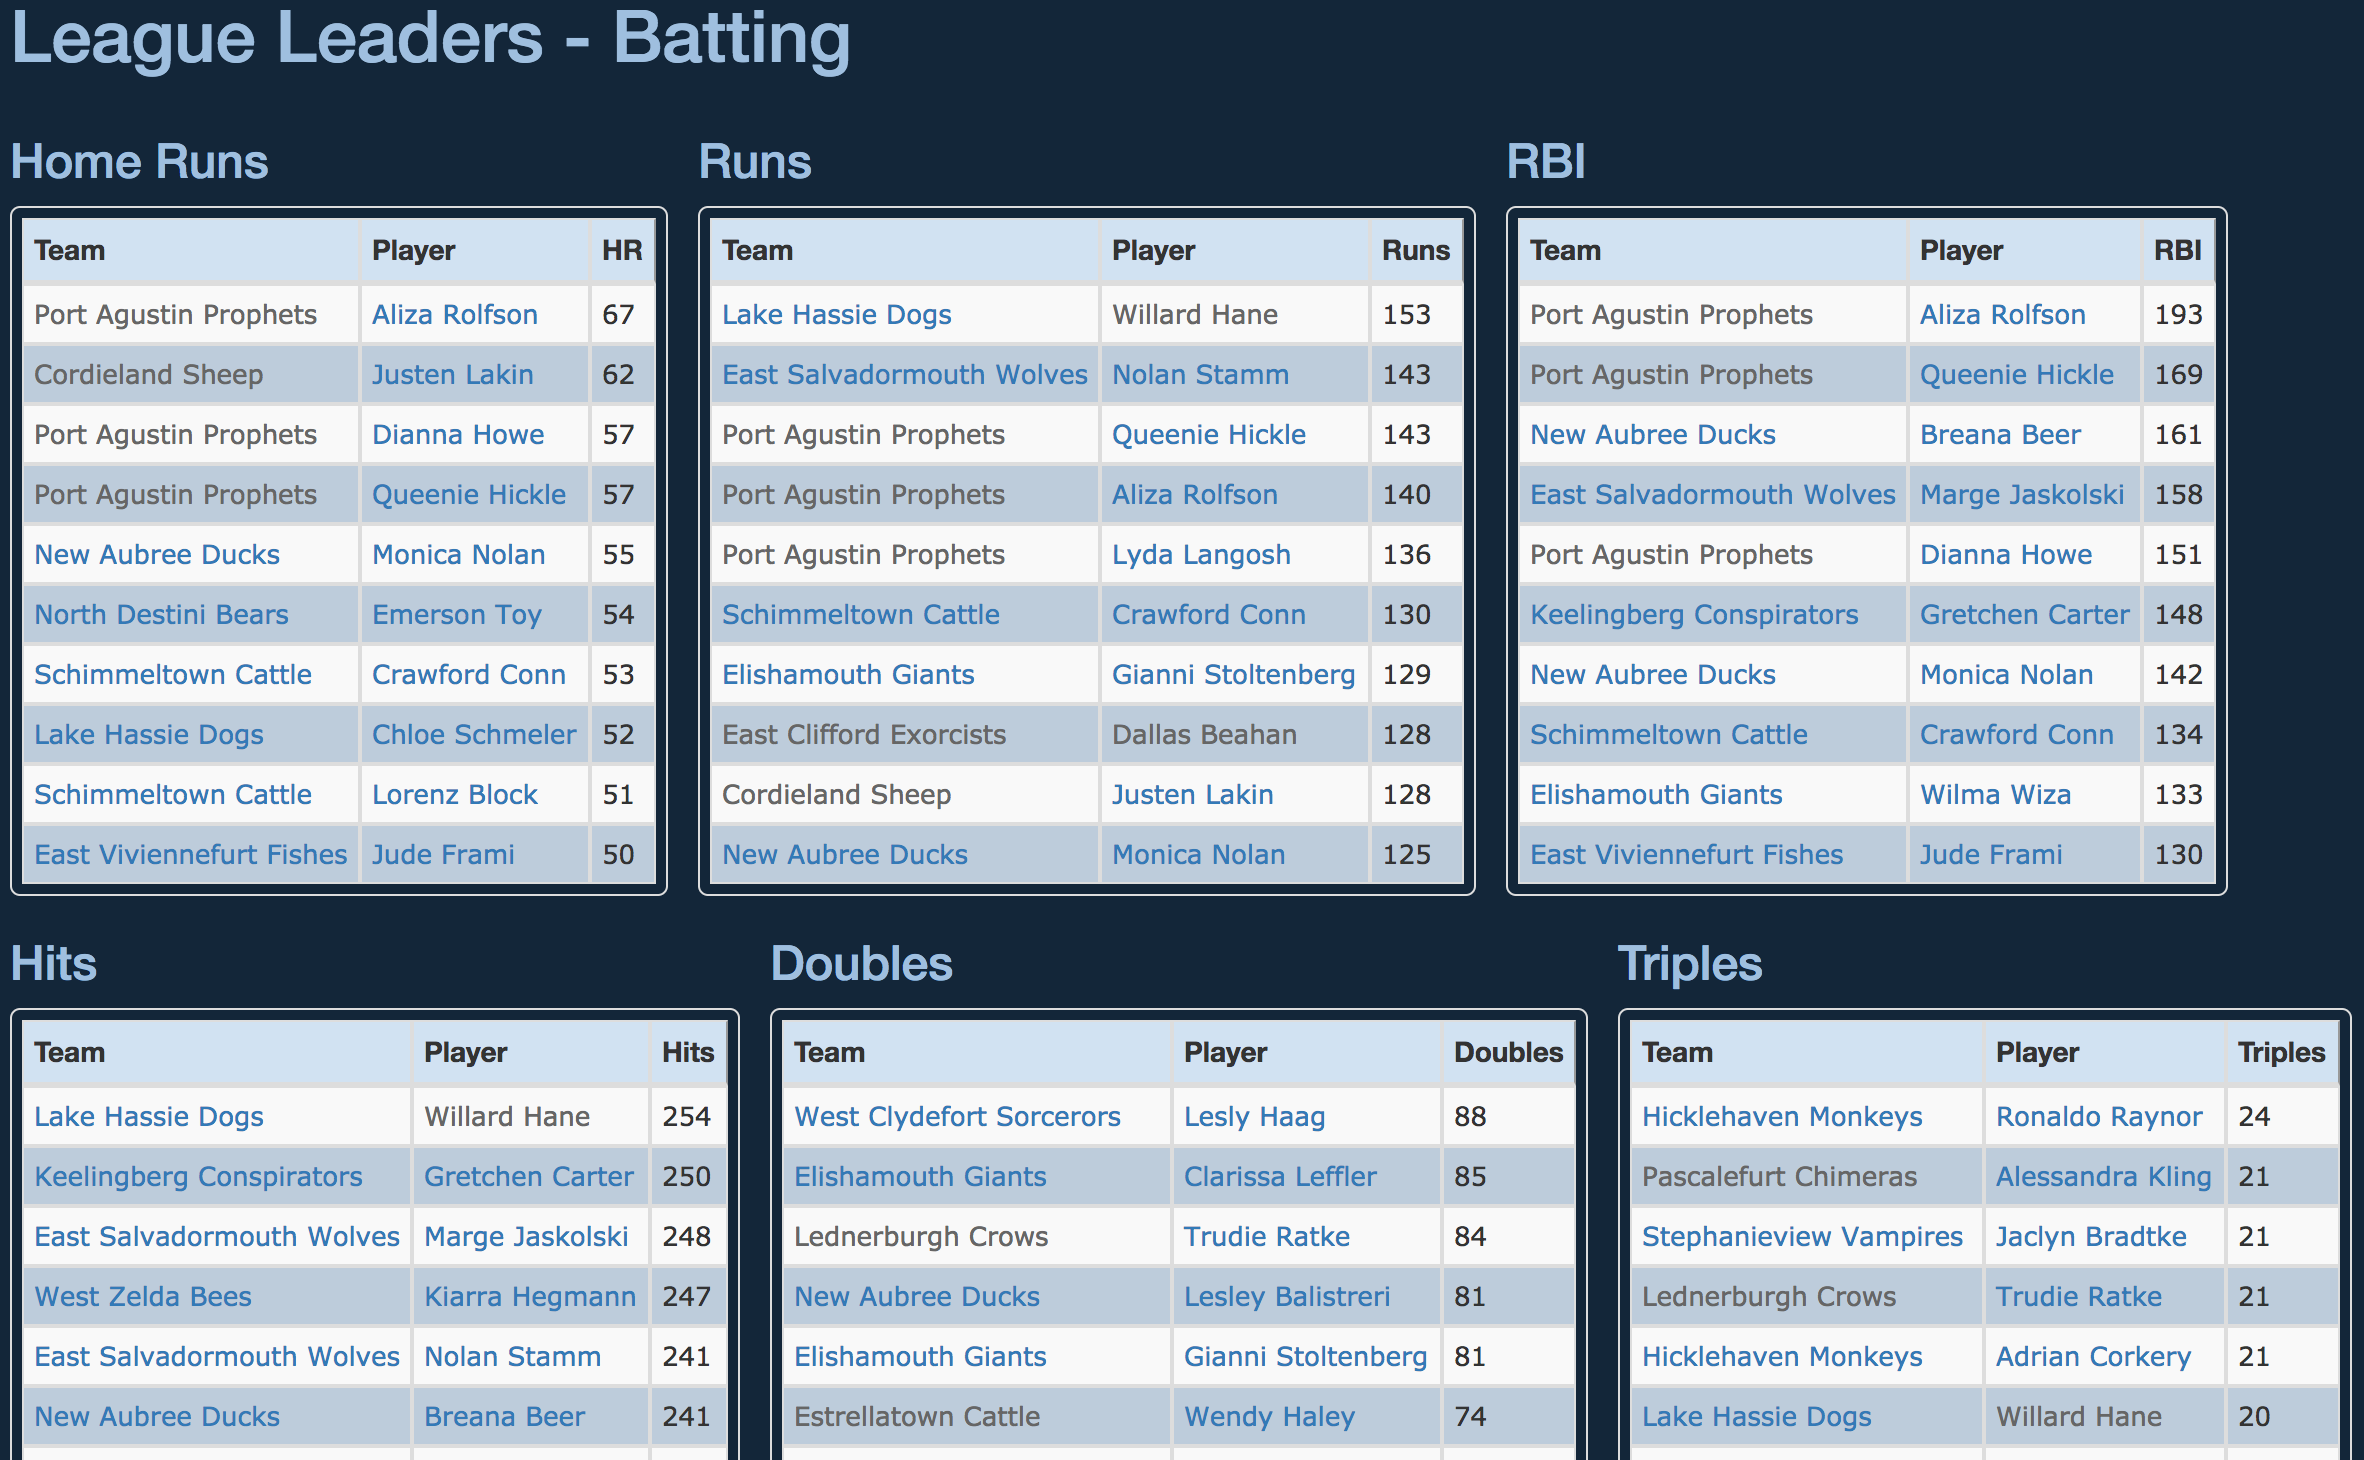 League Leaders - Batting
Home Runs
Team Player HR
Port Agustin Prophets Aliza Rolfson 67
Cordieland Sheep Justen Lakin 62
Port Agustin Prophets Dianna Howe 57
Port Agustin Prophets Queenie Hickle 57
New Aubree Ducks Monica Nolan 55
North Destini Bears Emerson Toy 54
Schimmeltown Cattle Crawford Conn 53
Lake Hassie Dogs Chloe Schmeler 52
Schimmeltown Cattle Lorenz Block 51
East Viviennefurt Fishes Jude Frami 50
Runs
Team Player Runs
Lake Hassie Dogs Willard Hane 153
East Salvadormouth Wolves Nolan Stamm 143
Port Agustin Prophets Queenie Hickle 143
Port Agustin Prophets Aliza Rolfson 140
Port Agustin Prophets Lyda Langosh 136
Schimmeltown Cattle Crawford Conn 130
Elishamouth Giants Gianni Stoltenberg 129
East Clifford Exorcists Dallas Beahan 128
Cordieland Sheep Justen Lakin 128
New Aubree Ducks Monica Nolan 125
RBI
Team Player RBI
Port Agustin Prophets Aliza Rolfson 193
Port Agustin Prophets Queenie Hickle 169
New Aubree Ducks Breana Beer 161
East Salvadormouth Wolves Marge Jaskolski 158
Port Agustin Prophets Dianna Howe 151
Keelingberg Conspirators Gretchen Carter 148
New Aubree Ducks Monica Nolan 142
Schimmeltown Cattle Crawford Conn 134
Elishamouth Giants Wilma Wiza 133
East Viviennefurt Fishes Jude Frami 130
Hits
Team Player Hits
Lake Hassie Dogs Willard Hane 254
Keelingberg Conspirators Gretchen Carter 250
East Salvadormouth Wolves Marge Jaskolski 248
West Zelda Bees Kiarra Hegmann 247
East Salvadormouth Wolves Nolan Stamm 241
New Aubree Ducks Breana Beer 241
Doubles
Team Player Doubles
West Clydefort Sorcerors Lesly Haag 88
Elishamouth Giants Clarissa Leffler 85
Lednerburgh Crows Trudie Ratke 84
New Aubree Ducks Lesley Balistreri 81
Elishamouth Giants Gianni Stoltenberg 81
Estrellatown Cattle Wendy Haley 74
Triples
Team Player Triples
Hicklehaven Monkeys Ronaldo Raynor 24
Pascalefurt Chimeras Alessandra Kling 21
Stephanieview Vampires Jaclyn Bradtke 21
Lednerburgh Crows Trudie Ratke 21
Hicklehaven Monkeys Adrian Corkery 21
Lake Hassie Dogs Willard Hane 20